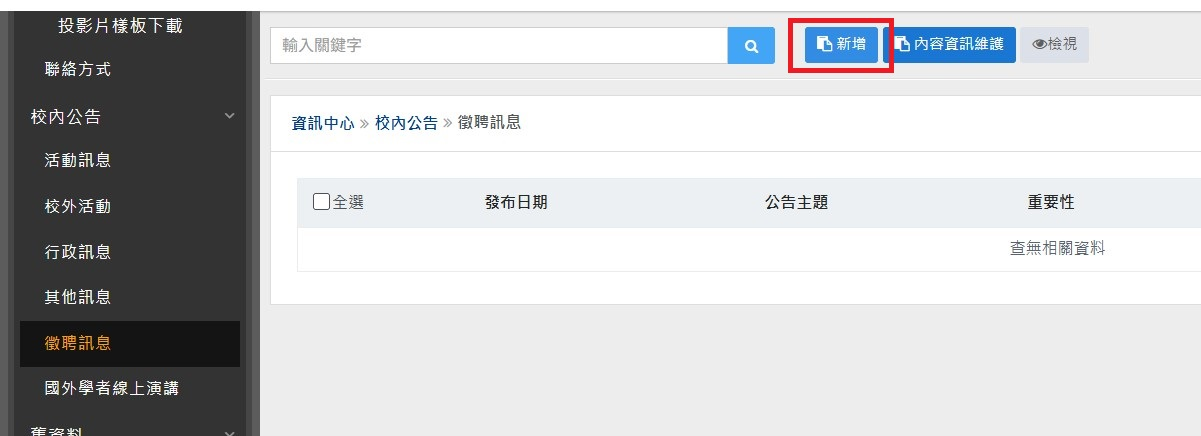 投影片樣板下載
聯絡方式
校內公告
活動訊息
校外活動
行政訊息
其他訊息
徵聘訊息
國外學者線上演講
舊資料
輸入關鍵字
新增 內容資訊維護 檢視
資訊中心 » 校內公告 » 徵聘訊息
全選 發布日期 公告主題 重要性
查無相關資料